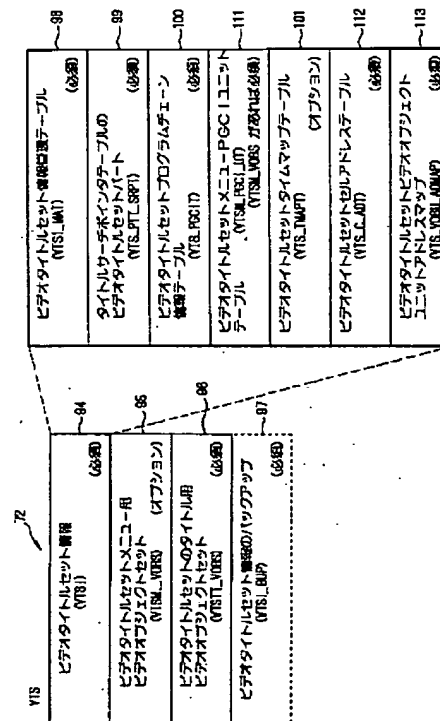 YTS
72
ビデオタイトルセット情報
(VTSI)
(必須)
94
ビデオタイトルセットメニュー用
ビデオオブジェクトセット
(VTSM_VOBS)
(オプション)
95
ビデオタイトルセットのタイトル用
ビデオオブジェクトセット
(VTSTT_VOBS)
(必須)
96
ビデオタイトルセット情報のバックアップ
(VTSI_BUP)
(必須)
97
ビデオタイトルセット情報管理テーブル
(VTSI_MAT)
(必須)
98
タイトルサーチポインタテーブルの
ビデオタイトルセットパート
(VTS_PTT_SRPT)
(必須)
99
ビデオタイトルセットプログラムチェーン
情報テーブル
(VTS_PGCIT)
(必須)
100
ビデオタイトルセットメニューPGCIユニット
テーブル
(VTSM_PGCI_UT)
(VTSM_VOBS があれば必須)
111
ビデオタイトルセットタイムマップテーブル
(VTS_TMAPT)
(オプション)
101
ビデオタイトルセットセルアドレステーブル
(VTS_C_ADT)
(必須)
112
ビデオタイトルセットビデオオブジェクト
ユニットアドレスマップ
(VTS_VOBU_ADMAP)
(必須)
113